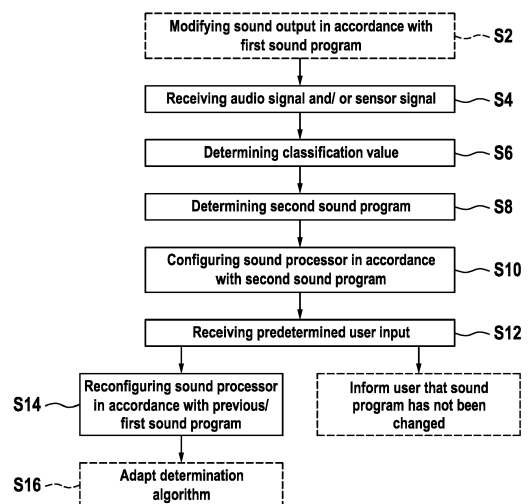 Modifying sound output in accordance with
first sound program
S2
Receiving audio signal and/ or sensor signal
S4
Determining classification value
S6
Determining second sound program
S8
Configuring sound processor in accordance
with second sound program
S10
Receiving predetermined user input
S12
S14
Reconfiguring sound processor
in accordance with previous/
first sound program
Inform user that sound
program has not been
changed
S16
Adapt determination
algorithm